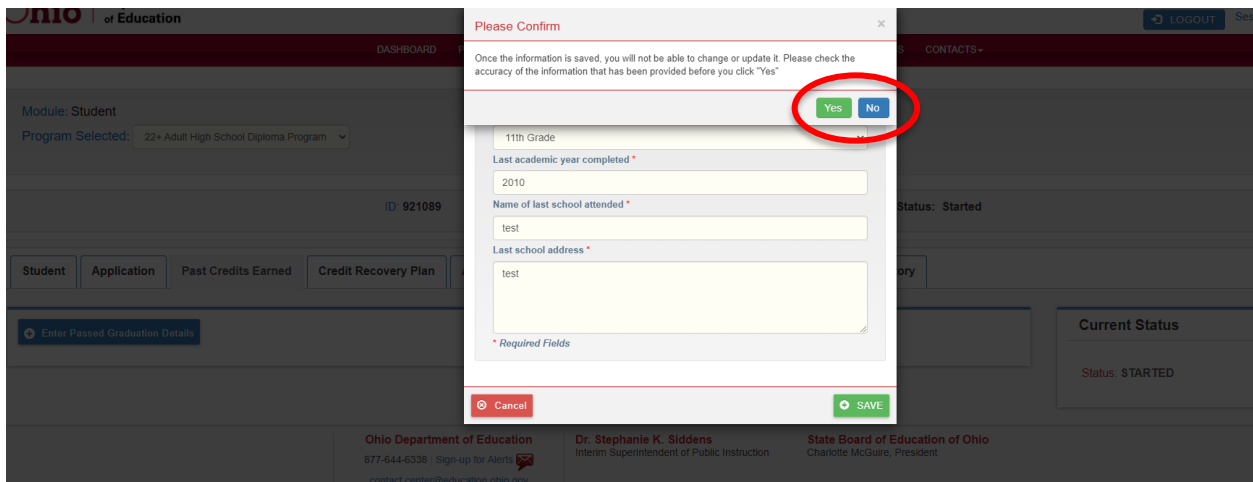 Ohio of Education
Please Confirm ×
LOGOUT
DASHBOARD
CONTACTS
Once the information is saved, you will not be able to change or update it. Please check the
accuracy of the information that has been provided before you click "Yes"
Yes No
Module: Student
Program Selected: 22+ Adult High School Diploma Program
11th Grade
Last academic year completed *
2010
ID: 921089
Name of last school attended *
Status: Started
test
Last school address *
Student Application Past Credits Earned Credit Recovery Plan
test
Enter Passed Graduation Details
Current Status
* Required Fields
Status: STARTED
Cancel SAVE
Ohio Department of Education
877-644-6338 : Sign-up for Alerts
contact.center@education.ohio.gov
Dr. Stephanie K. Siddens
Interim Superintendent of Public Instruction
State Board of Education of Ohio
Charlotte McGuire, President